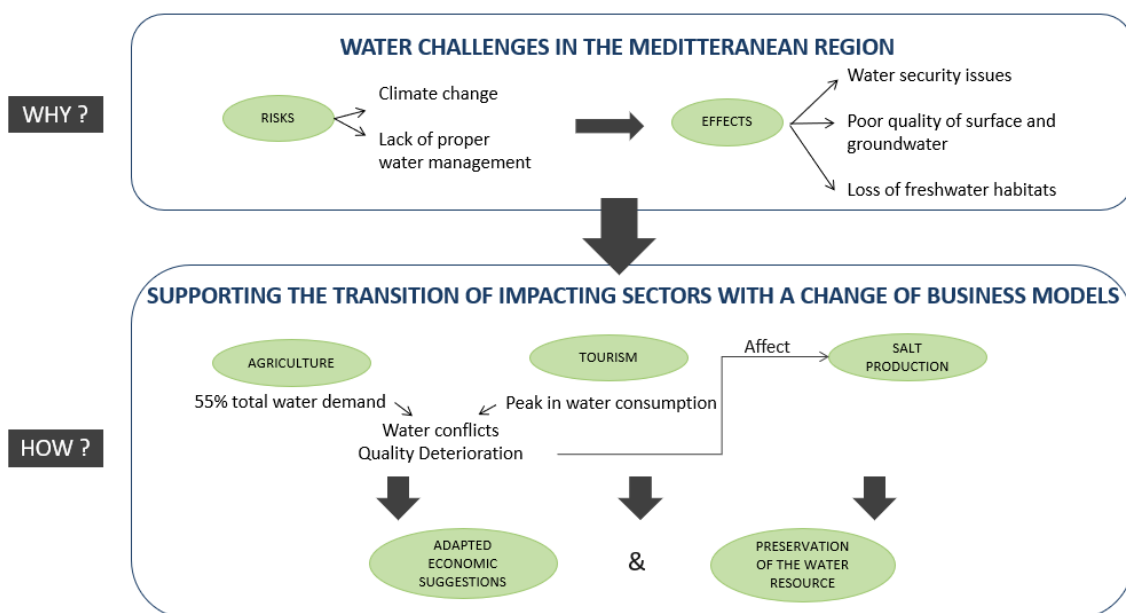 WATER CHALLENGES IN THE MEDITTERANEAN REGION
WHY ?
RISKS
Climate change
Lack of proper
water management
EFFECTS
Water security issues
Poor quality of surface and
groundwater
Loss of freshwater habitats
SUPPORTING THE TRANSITION OF IMPACTING SECTORS WITH A CHANGE OF BUSINESS MODELS
HOW ?
AGRICULTURE
TOURISM
Affect
SALT
PRODUCTION
55% total water demand
Peak in water consumption
Water conflicts
Quality Deterioration
ADAPTED
ECONOMIC
SUGGESTIONS
&
PRESERVATION
OF THE WATER
RESOURCE